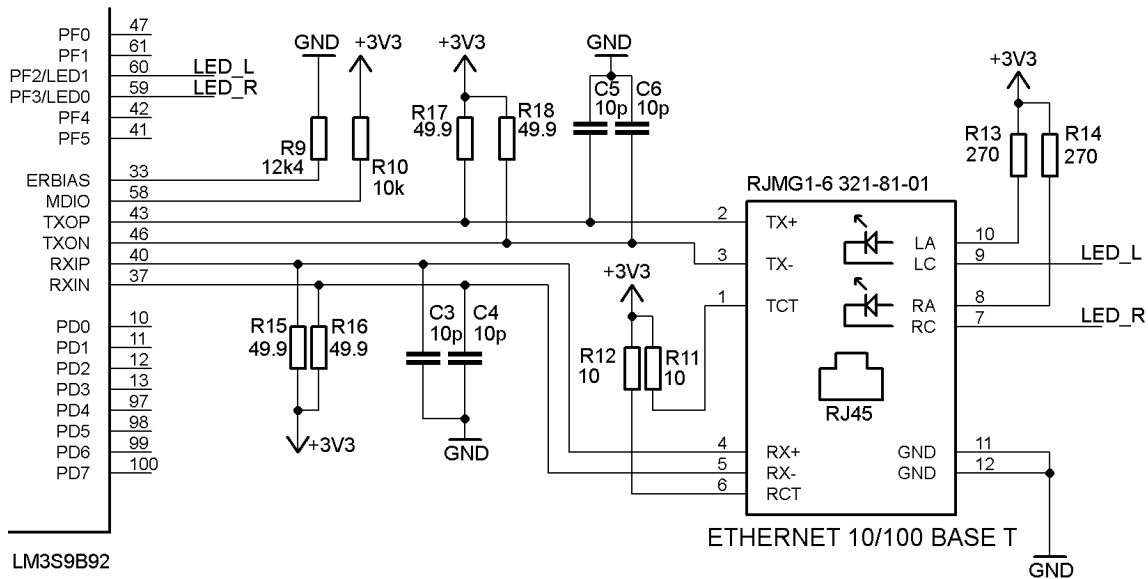 PF0 47
PF1 61
PF2/LED1 60 LED_L
PF3/LED0 59 LED_R
PF4 42
PF5 41
ERBIAS 33
MDIO 58
TXOP 43
TXON 46
RXIP 40
RXIN 37
PD0 10
PD1 11
PD2 12
PD3 13
PD4 97
PD5 98
PD6 99
PD7 100
LM3S9B92
GND
+3V3
R9
12k4
R10
10k
+3V3
R17
49.9
R18
49.9
GND
C5
10p
C6
10p
R15
49.9
R16
49.9
+3V3
C3
10p
C4
10p
GND
+3V3
R12
10
R11
10
RJMG1-6 321-81-01
2 TX+
3 TX-
1 TCT
4 RX+
5 RX-
6 RCT
LA 10
LC 9 LED_L
RA 8
RC 7 LED_R
RJ45
GND 11
GND 12
+3V3
R13
270
R14
270
GND
ETHERNET 10/100 BASE T